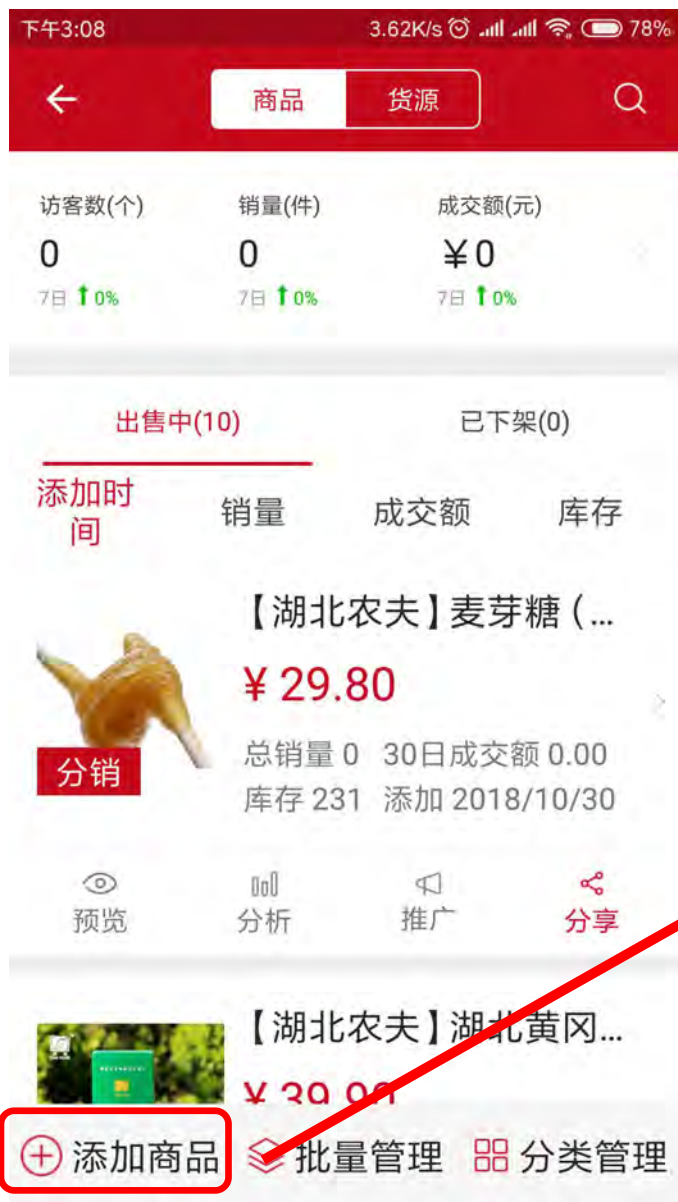 下午3:08 3.62K/s 78%
商品 货源
访客数(个) 销量(件) 成交额(元)
0 0 ¥0
7日 0% 7日 0% 7日 0%
出售中(10) 已下架(0)
添加时间 销量 成交额 库存
【湖北农夫】麦芽糖 (...
¥ 29.80
分销
总销量 0 30日成交额 0.00
库存 231 添加 2018/10/30
预览 分析 推广 分享
【湖北农夫】湖北黄冈...
添加商品 批量管理 分类管理